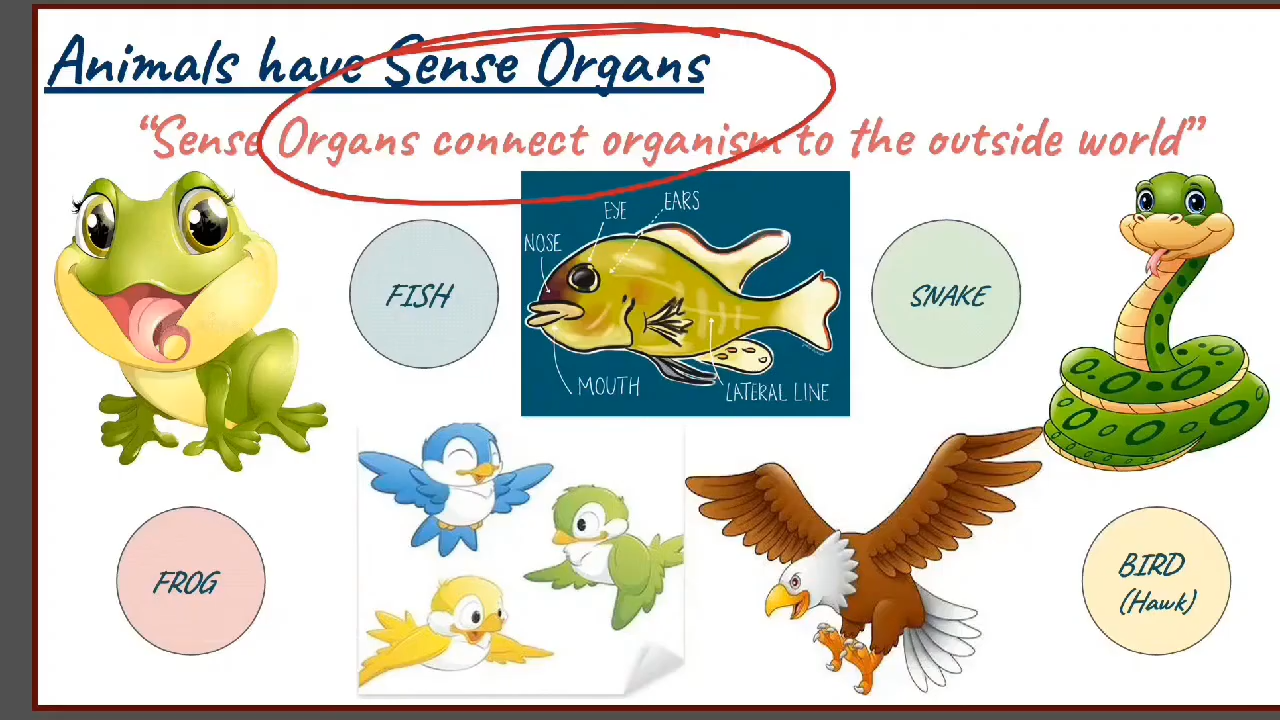 Animals have Sense Organs
“Sense Organs connect organism to the outside world”
EYE
EARS
NOSE
FISH
SNAKE
MOUTH
LATERAL LINE
FROG
BIRD
(Hawk)